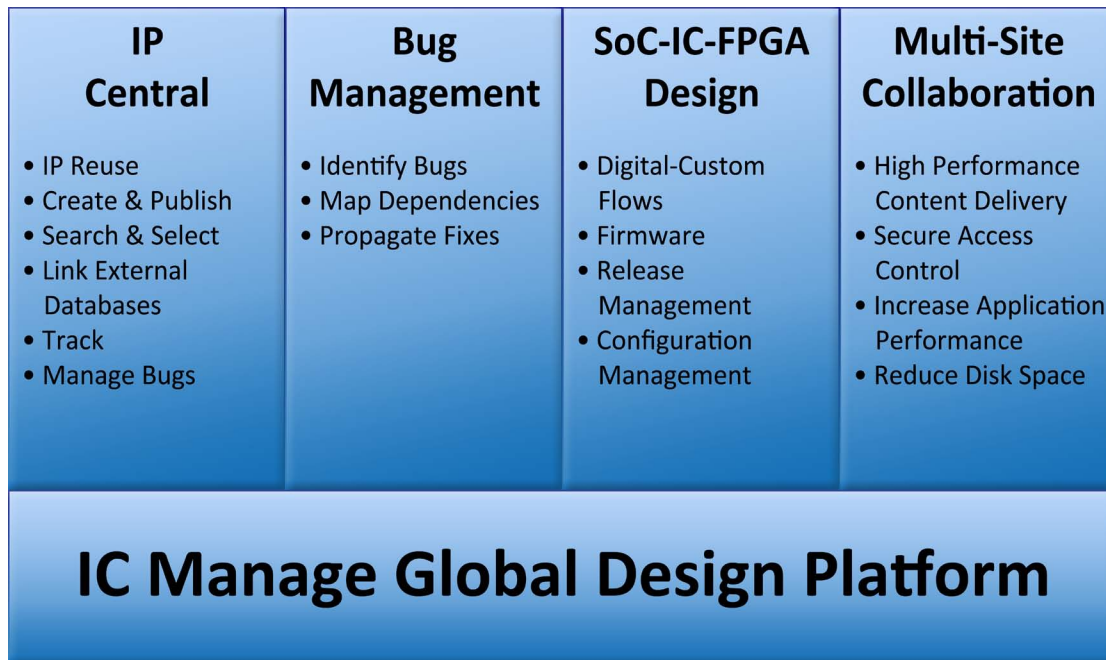 IP
Central
• IP Reuse
• Create & Publish
• Search & Select
• Link External
Databases
• Track
• Manage Bugs
Bug
Management
• Identify Bugs
• Map Dependencies
• Propagate Fixes
SoC-IC-FPGA
Design
• Digital-Custom
Flows
• Firmware
• Release
Management
• Configuration
Management
Multi-Site
Collaboration
• High Performance
Content Delivery
• Secure Access
Control
• Increase Application
Performance
• Reduce Disk Space
IC Manage Global Design Platform